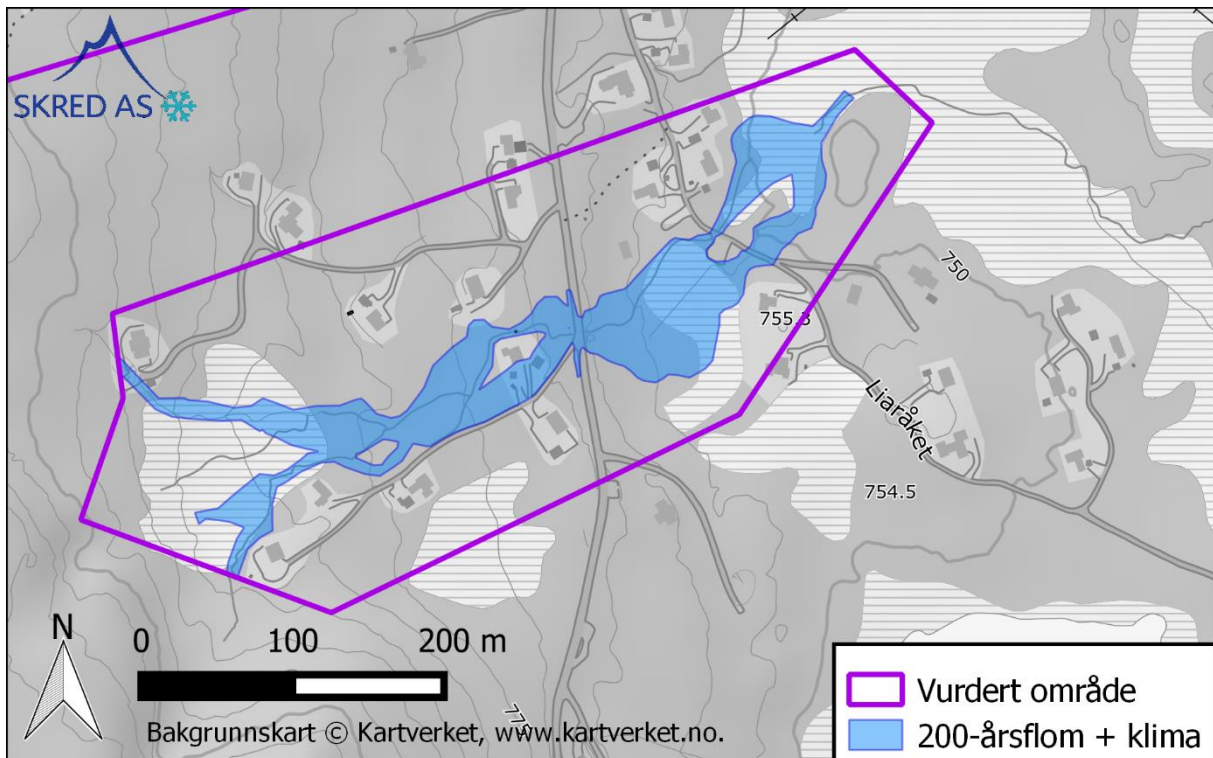 SKRED AS
750
755.3
Liaråket
754.5
N
0 100 200 m
Vurdert område
200-årsflom + klima
Bakgrunnskart © Kartverket, www.kartverket.no.